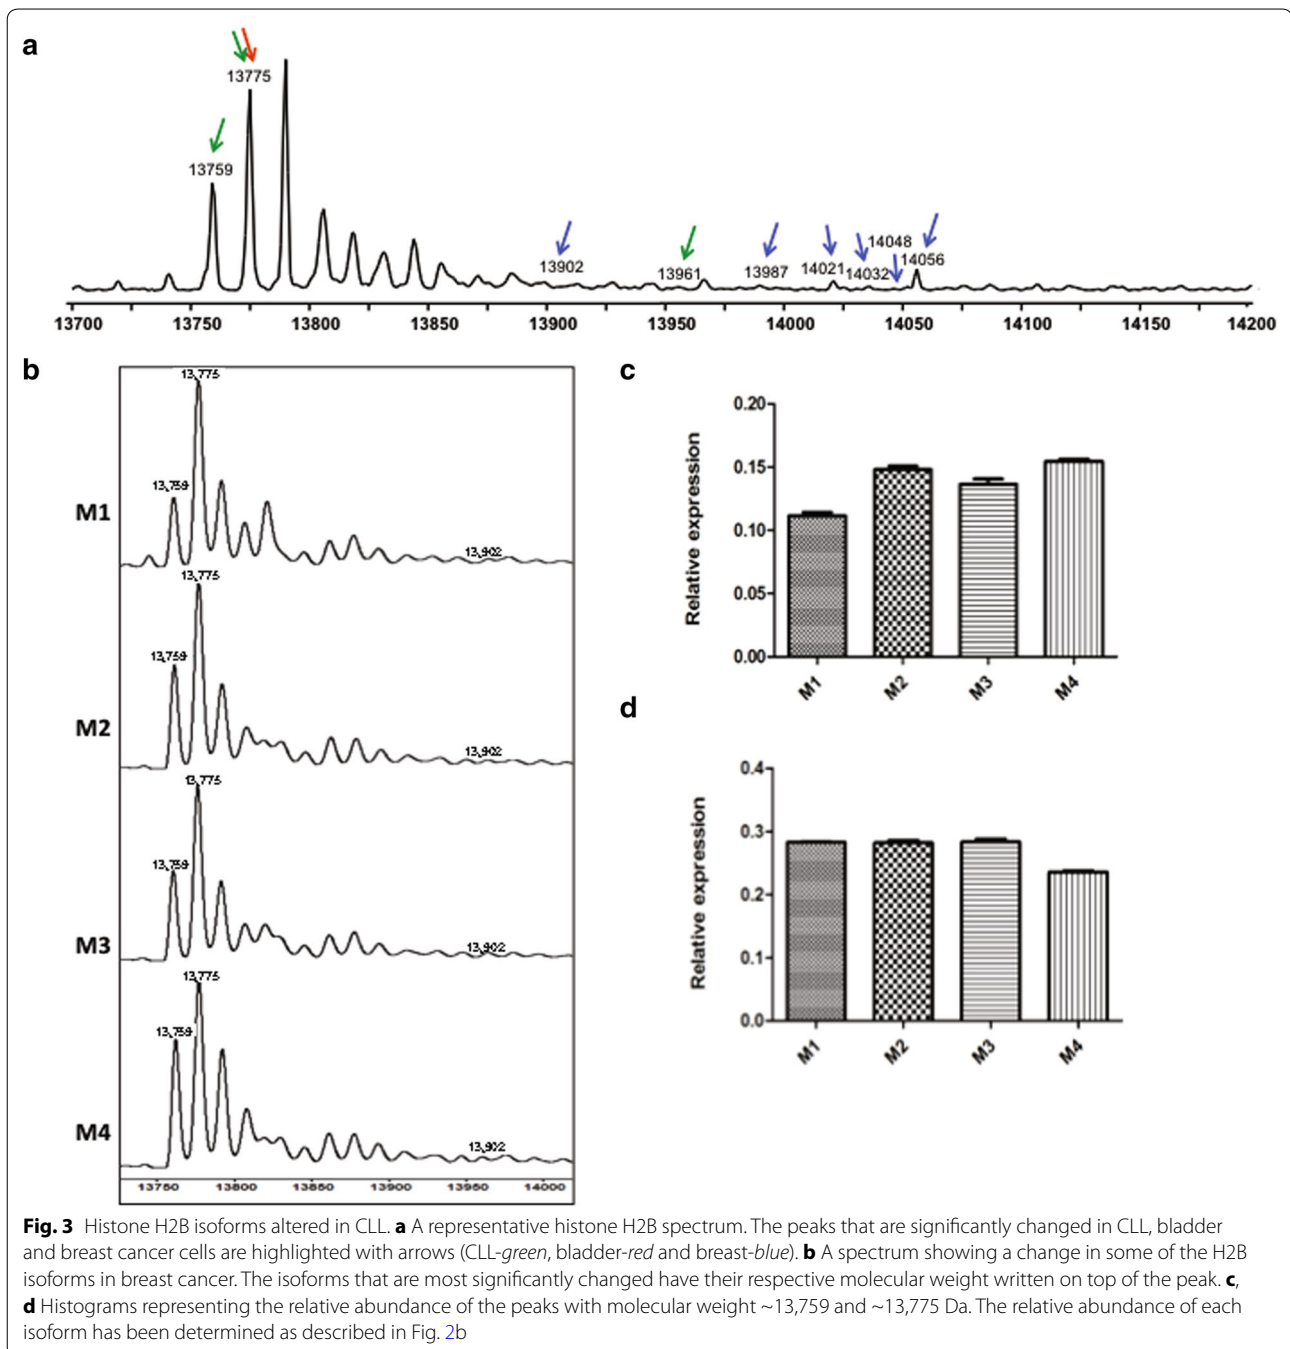 a
13775
13759
13902
13961
13987
14021
14032
14048
14056
13700 13750 13800 13850 13900 13950 14000 14050 14100 14150 14200
b
13,775
13,759
M1
13,902
13,775
13,759
M2
13,902
13,775
13,759
M3
13,902
13,775
13,759
M4
13,902
13750 13800 13850 13900 13950 14000
c
Relative expression
0.20
0.15
0.10
0.05
0.00
M1 M2 M3 M4
d
Relative expression
0.4
0.3
0.2
0.1
0.0
M1 M2 M3 M4
Fig. 3 Histone H2B isoforms altered in CLL. a A representative histone H2B spectrum. The peaks that are significantly changed in CLL, bladder
and breast cancer cells are highlighted with arrows (CLL-green, bladder-red and breast-blue). b A spectrum showing a change in some of the H2B
isoforms in breast cancer. The isoforms that are most significantly changed have their respective molecular weight written on top of the peak. c,
d Histograms representing the relative abundance of the peaks with molecular weight ~13,759 and ~13,775 Da. The relative abundance of each
isoform has been determined as described in Fig. 2b